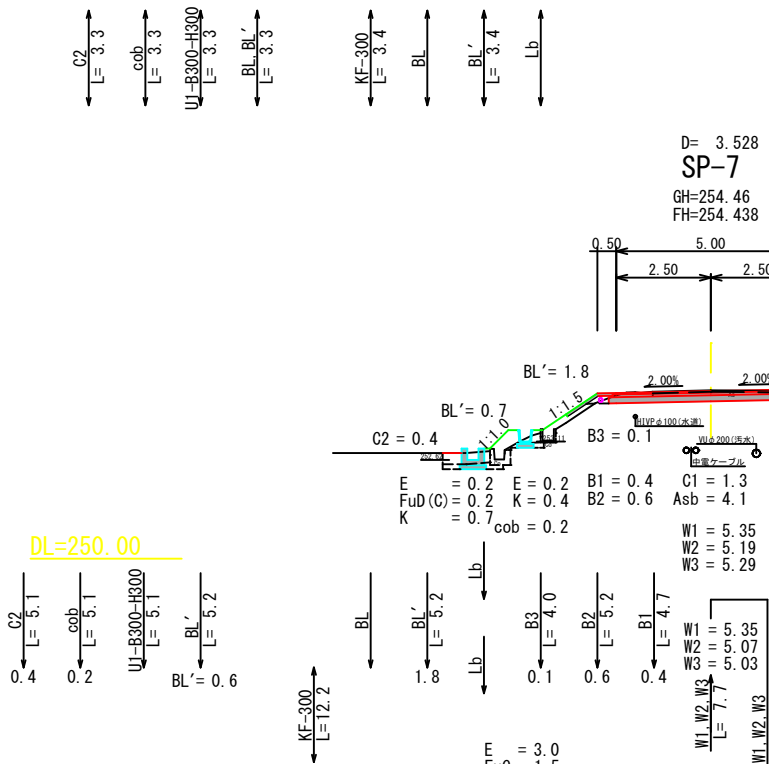 C2
L= 3.3
cob
L= 3.3
U1-B300-H300
L= 3.3
BL.BL′
L= 3.3
KF-300
L= 3.4
BL
BL′
L= 3.4
Lb
D= 3.528
SP-7
GH=254.46
FH=254.438
0.50
5.00
2.50
2.50
BL′= 1.8
2.00%
2.00%
1:1.5
BL′= 0.7
1:1.0
HIVPφ100(水道)
C2 = 0.4
B3 = 0.1
VUφ200(汚水)
中電ケーブル
E = 0.2
FuD(C) = 0.2
K = 0.7
E = 0.2
K = 0.4
cob = 0.2
B1 = 0.4
B2 = 0.6
C1 = 1.3
Asb = 4.1
W1 = 5.35
W2 = 5.19
W3 = 5.29
DL=250.00
Lb
C2
L= 5.1
0.4
cob
L= 5.1
0.2
U1-B300-H300
L= 5.1
BL′
L= 5.2
BL′= 0.6
BL
BL′
L= 5.2
1.8
Lb
B3
L= 4.0
0.1
B2
L= 5.2
0.6
B1
L= 4.7
0.4
W1 = 5.35
W2 = 5.07
W3 = 5.03
KF-300
L=12.2
W1,W2,W3
L= 7.7
W1,W2,W3
E = 3.0